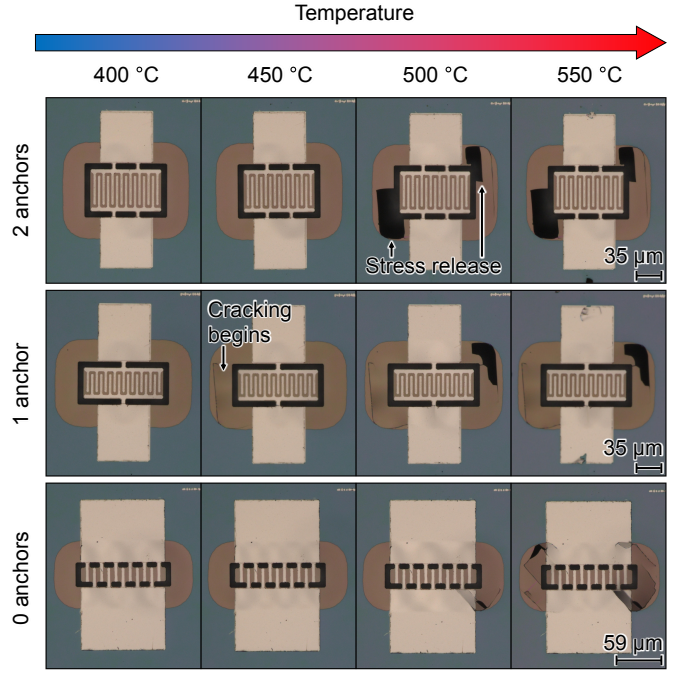 Temperature
400 °C 450 °C 500 °C 550 °C
2 anchors
Stress release
35 µm
1 anchor
Cracking
begins
35 µm
0 anchors
59 µm